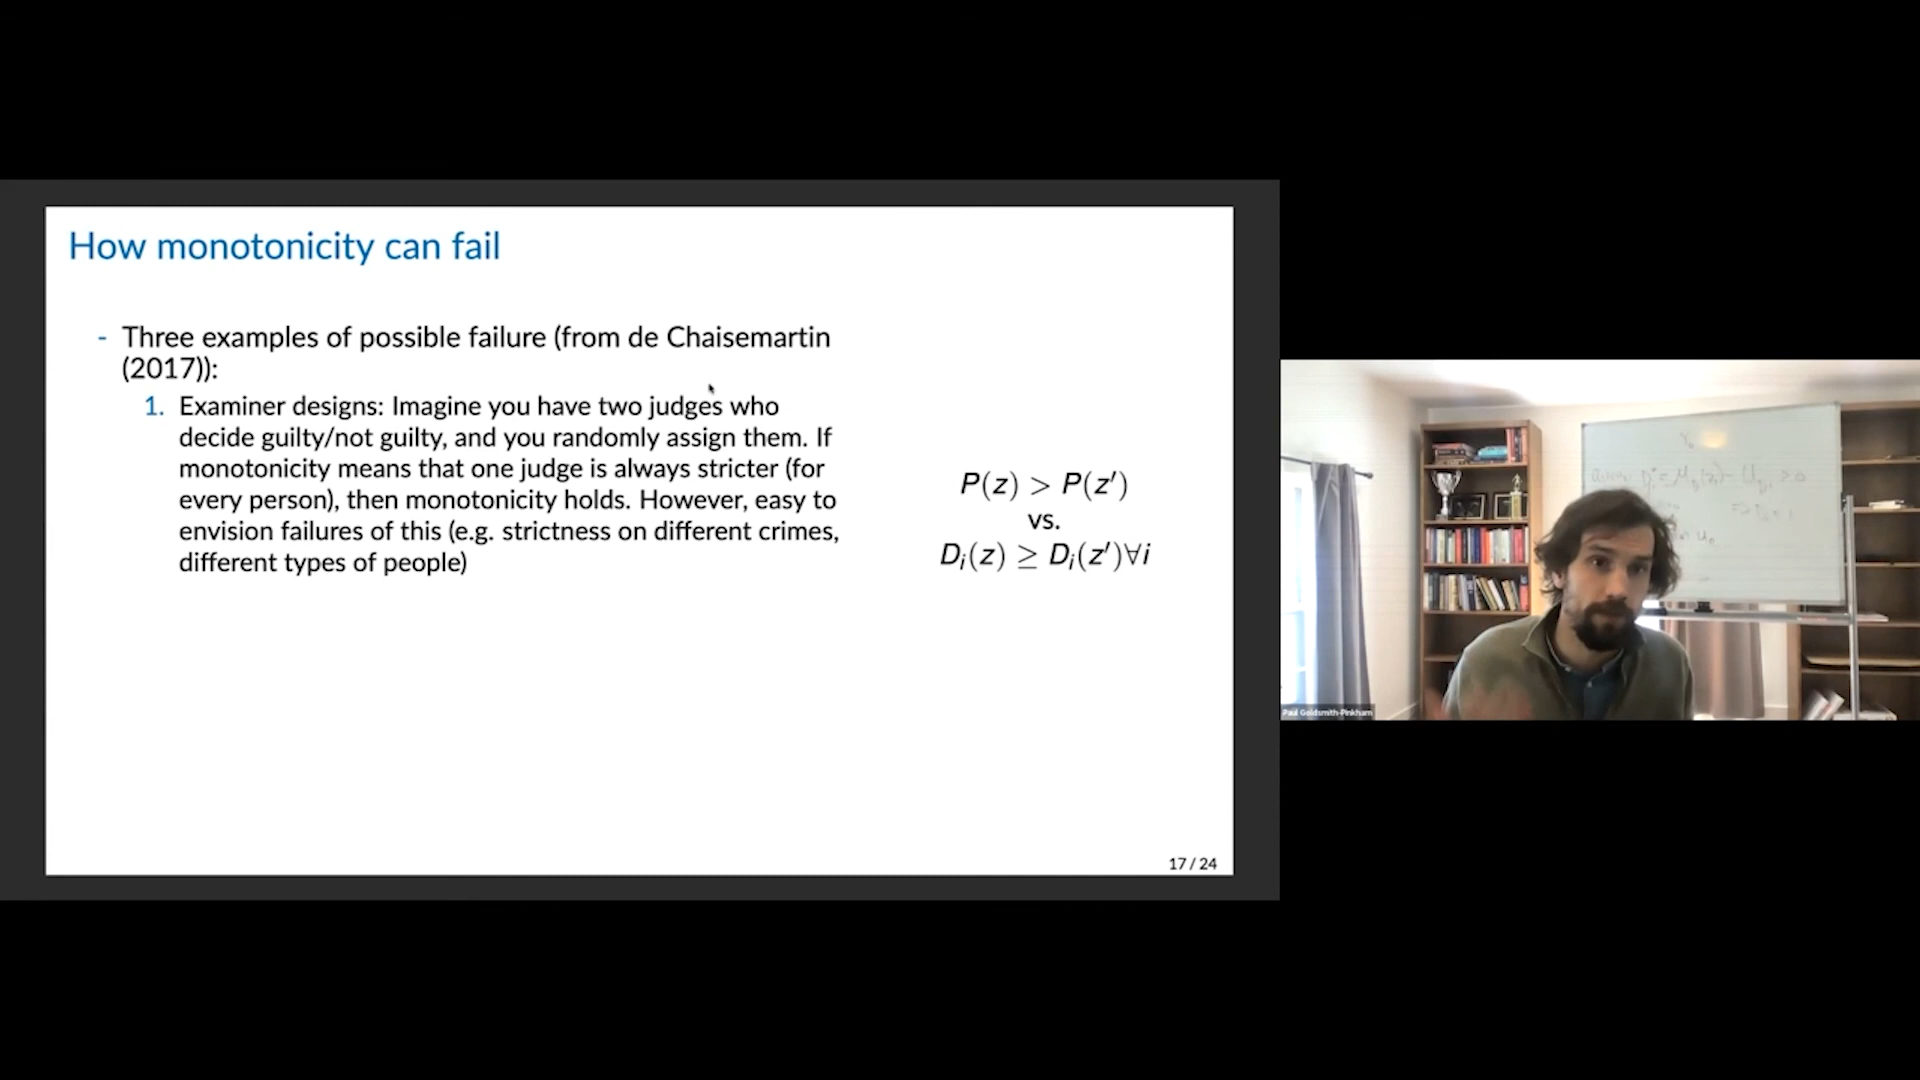 How monotonicity can fail
- Three examples of possible failure (from de Chaisemartin
(2017)):
1. Examiner designs: Imagine you have two judges who
decide guilty/not guilty, and you randomly assign them. If
monotonicity means that one judge is always stricter (for
every person), then monotonicity holds. However, easy to
envision failures of this (e.g. strictness on different crimes,
different types of people)
P(z) > P(z′)
vs.
Dᵢ(z) ≥ Dᵢ(z′)∀i
17 / 24
Paul Goldsmith-Pinkham